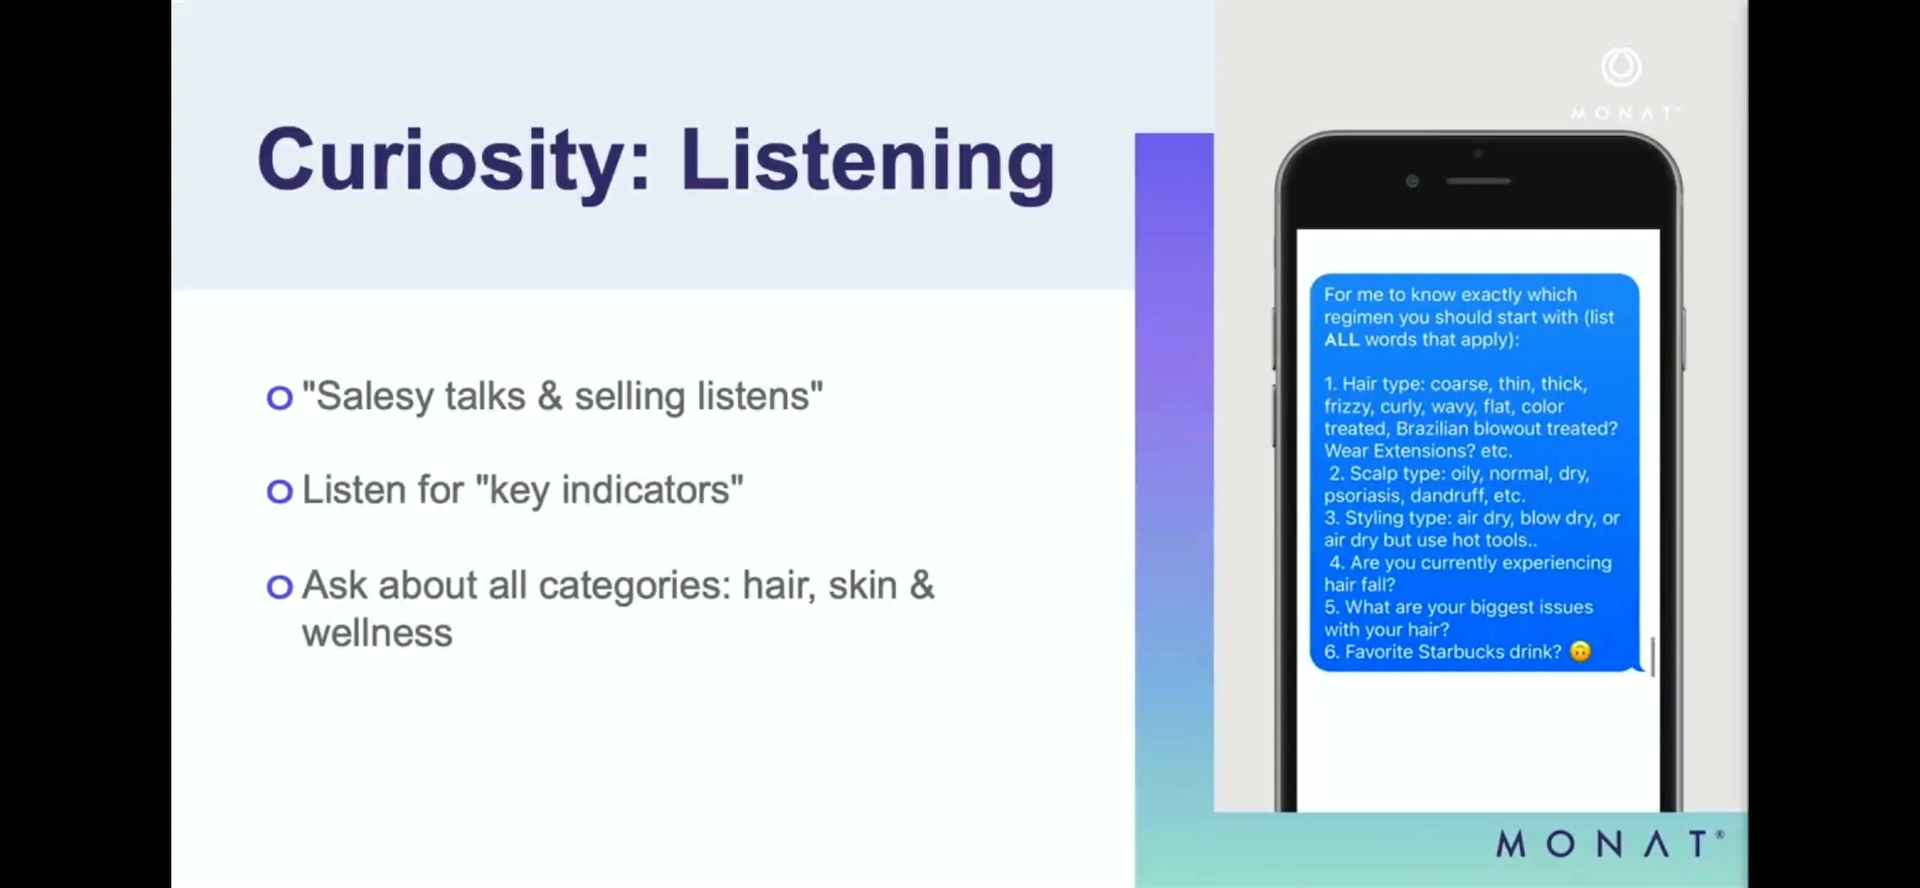 Curiosity: Listening
"Salesy talks & selling listens"
Listen for "key indicators"
Ask about all categories: hair, skin &
wellness
MONAT
For me to know exactly which
regimen you should start with (list
ALL words that apply):
1. Hair type: coarse, thin, thick,
frizzy, curly, wavy, flat, color
treated, Brazilian blowout treated?
Wear Extensions? etc.
2. Scalp type: oily, normal, dry,
psoriasis, dandruff, etc.
3. Styling type: air dry, blow dry, or
air dry but use hot tools..
4. Are you currently experiencing
hair fall?
5. What are your biggest issues
with your hair?
6. Favorite Starbucks drink? 🙃
MONAT®